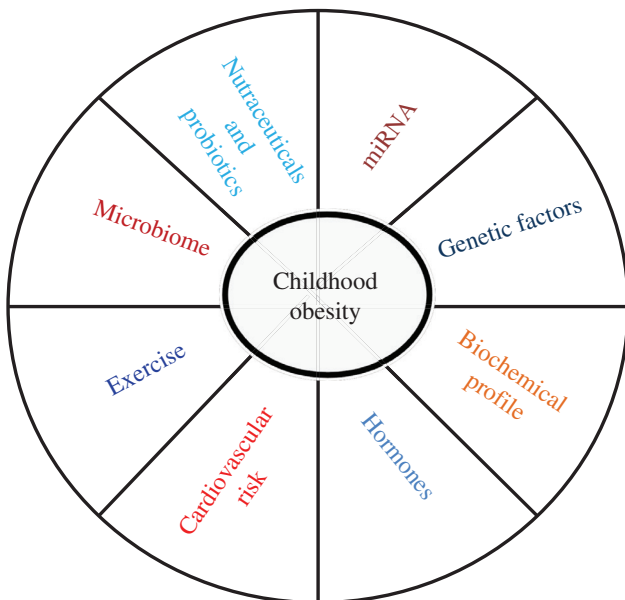 Nutraceuticals
and
probiotics
miRNA
Microbiome
Genetic factors
Childhood
obesity
Exercise
Biochemical
profile
Cardiovascular
risk
Hormones